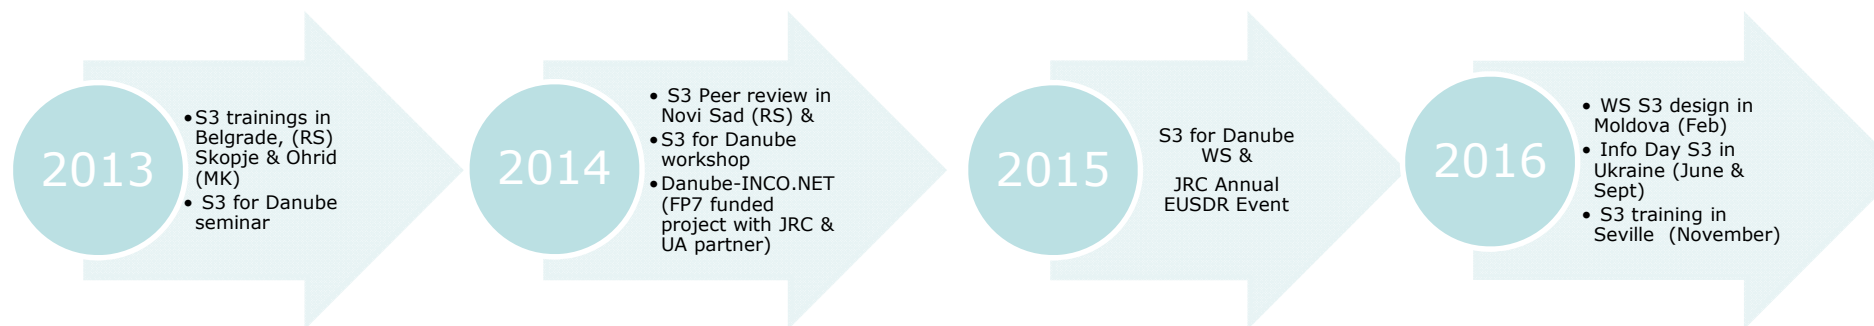 2013
•S3 trainings in
Belgrade, (RS)
Skopje & Ohrid
(MK)
• S3 for Danube
seminar
2014
• S3 Peer review in
Novi Sad (RS) &
•S3 for Danube
workshop
•Danube-INCO.NET
(FP7 funded
project with JRC &
UA partner)
2015
S3 for Danube
WS &
JRC Annual
EUSDR Event
2016
• WS S3 design in
Moldova (Feb)
• Info Day S3 in
Ukraine (June &
Sept)
• S3 training in
Seville (November)